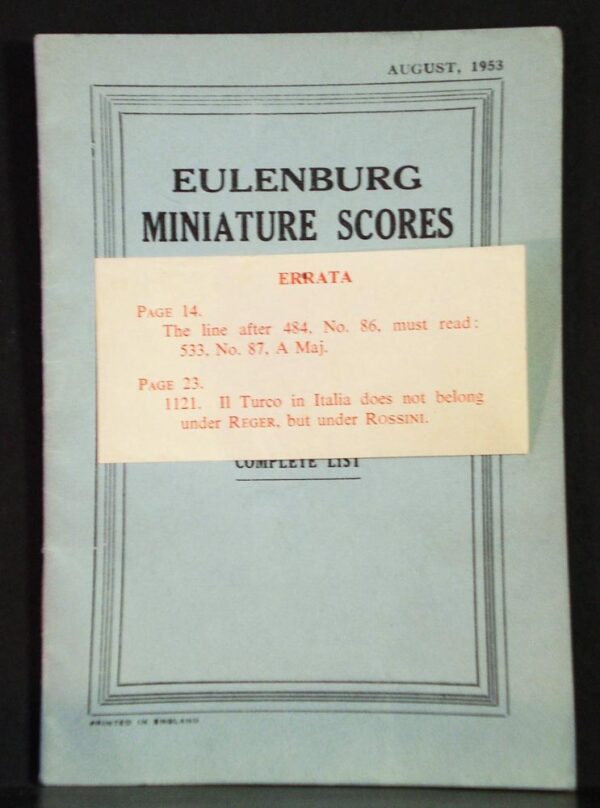 AUGUST, 1953
EULENBURG
MINIATURE SCORES
ERRATA
PAGE 14.
The line after 484, No. 86, must read:
533, No. 87, A Maj.
PAGE 23.
1121. Il Turco in Italia does not belong
under REGER, but under ROSSINI.
COMPLETE LIST
PRINTED IN ENGLAND